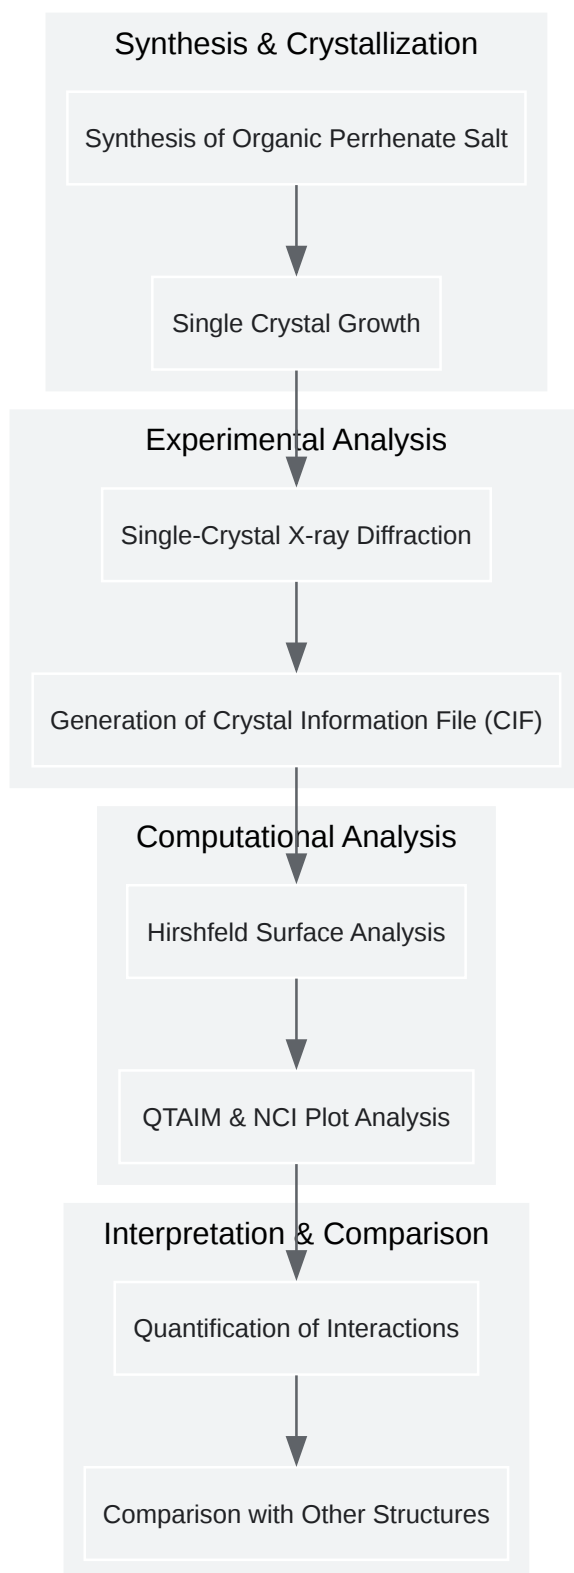 Synthesis & Crystallization
Synthesis of Organic Perrhenate Salt
Single Crystal Growth
Experimental Analysis
Single-Crystal X-ray Diffraction
Generation of Crystal Information File (CIF)
Computational Analysis
Hirshfeld Surface Analysis
QTAIM & NCI Plot Analysis
Interpretation & Comparison
Quantification of Interactions
Comparison with Other Structures